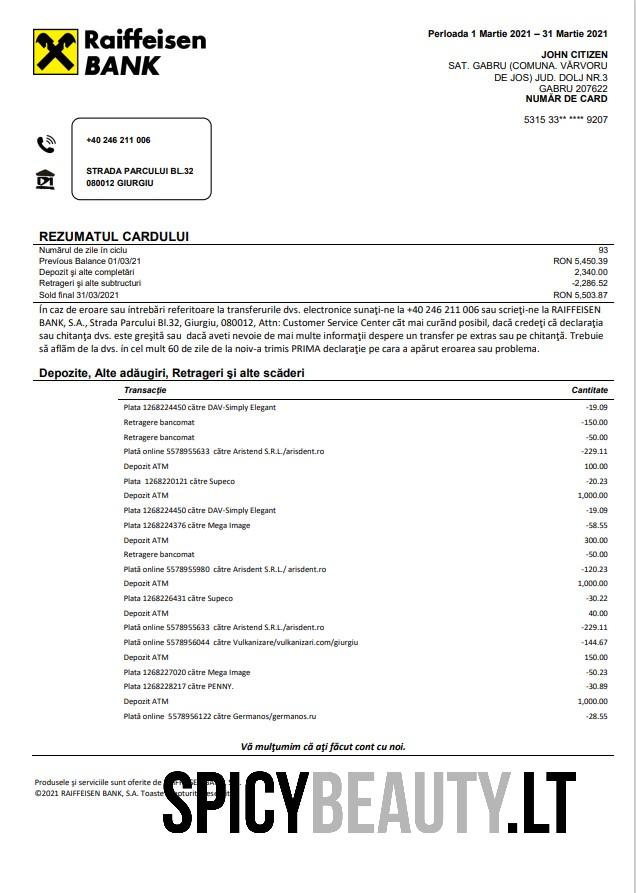 Raiffeisen
BANK
Perloada 1 Martie 2021 – 31 Martie 2021
JOHN CITIZEN
SAT. GABRU (COMUNA. VÂRVORU
DE JOS) JUD. DOLJ NR.3
GABRU 207622
NUMĂR DE CARD
5315 33** **** 9207
+40 246 211 006
STRADA PARCULUI BL.32
080012 GIURGIU
REZUMATUL CARDULUI
Numărul de zile în ciclu 93
Previous Balance 01/03/21 RON 5,450.39
Depozit şi alte completări 2,340.00
Retrageri şi alte subtructuri -2,286.52
Sold final 31/03/2021 RON 5,503.87
În caz de eroare sau întrebări referitoare la transferurile dvs. electronice sunaţi-ne la +40 246 211 006 sau scrieţi-ne la RAIFFEISEN
BANK, S.A., Strada Parcului Bl.32, Giurgiu, 080012, Attn: Customer Service Center cât mai curând posibil, dacă credeţi că declaraţia
sau chitanţa dvs. este greşită sau dacă aveti nevoie de mai multe informaţii despere un transfer pe extras sau pe chitanţă. Trebuie
să aflăm de la dvs. in cel mult 60 de zile de la noiv-a trimis PRIMA declaraţie pe cara a apărut eroarea sau problema.
Depozite, Alte adăugiri, Retrageri şi alte scăderi
Transacţie Cantitate
Plata 1268224450 către DAV-Simply Elegant -19.09
Retragere bancomat -150.00
Retragere bancomat -50.00
Plată online 5578955633 către Aristend S.R.L./arisdent.ro -229.11
Depozit ATM 100.00
Plata 1268220121 către Supeco -20.23
Depozit ATM 1,000.00
Plata 1268224450 către DAV-Simply Elegant -19.09
Plata 1268224376 către Mega Image -58.55
Depozit ATM 300.00
Retragere bancomat -50.00
Plată online 5578955980 către Arisdent S.R.L./ arisdent.ro -120.23
Depozit ATM 1,000.00
Plata 1268226431 către Supeco -30.22
Depozit ATM 40.00
Plată online 5578955633 către Aristend S.R.L./arisdent.ro -229.11
Plată online 5578956044 către Vulkanizare/vulkanizari.com/giurgiu -144.67
Depozit ATM 150.00
Plata 1268227020 către Mega Image -50.23
Plata 1268228217 către PENNY. -30.89
Depozit ATM 1,000.00
Plată online 5578956122 către Germanos/germanos.ru -28.55
Vă mulţumim că aţi făcut cont cu noi.
Produsele şi serviciile sunt oferite de
©2021 RAIFFEISEN BANK, S.A. Toate
SPICYBEAUTY.LT